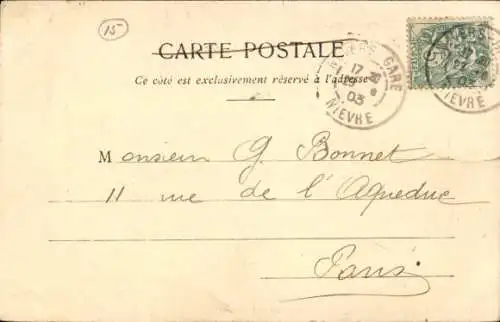 15
CARTE POSTALE
Ce côté est exclusivement réservé à l'adresse
NEVERS GARE
17
03
NIEVRE
Monsieur G Bonnet
11 rue de l'Aqueduc
Paris